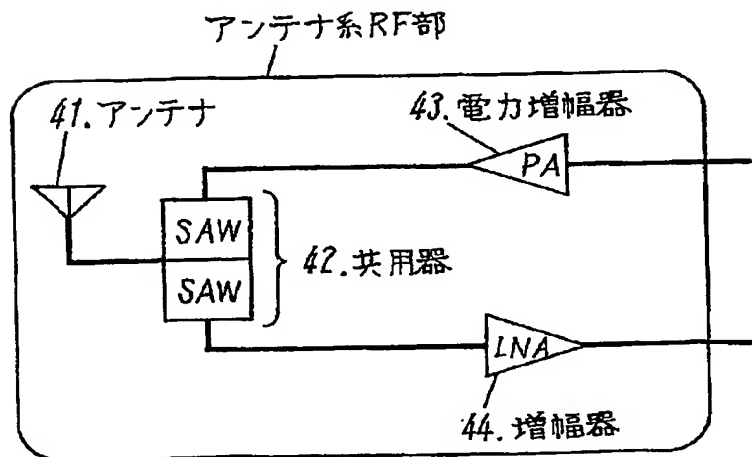 アンテナ系RF部
41.アンテナ
43.電力増幅器
PA
SAW
SAW
42.共用器
LNA
44.増幅器